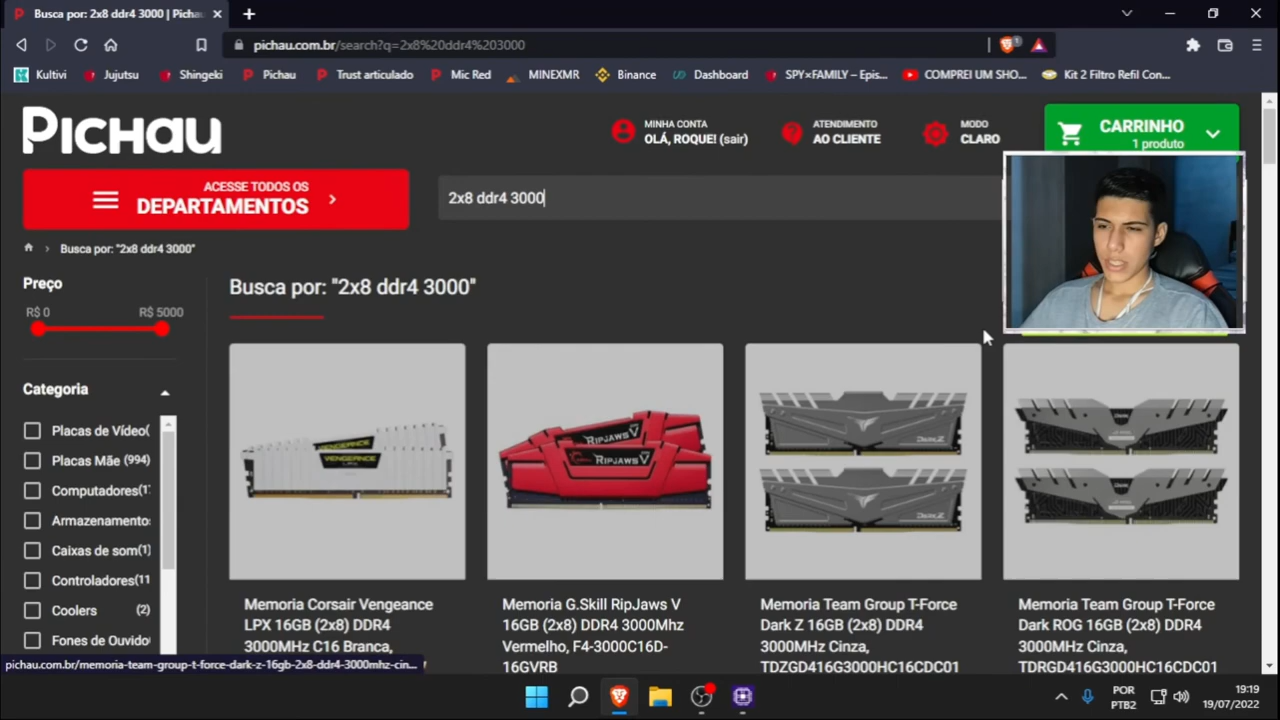 Busca por: 2x8 ddr4 3000 | Picha
pichau.com.br/search?q=2x8%20ddr4%203000
1
Kultivi
Jujutsu
Shingeki
Pichau
Trust articulado
Mic Red
MINEXMR
Binance
Dashboard
SPY×FAMILY – Epis...
COMPREI UM SHO...
Kit 2 Filtro Refil Con...
PICHAU
MINHA CONTA
OLÁ, ROQUE! (sair)
ATENDIMENTO
AO CLIENTE
MODO
CLARO
CARRINHO
1 produto
ACESSE TODOS OS
DEPARTAMENTOS
2x8 ddr4 3000
Busca por: "2x8 ddr4 3000"
Preço
R$ 0 R$ 5000
Busca por: "2x8 ddr4 3000"
Categoria
Placas de Vídeo(
Placas Mãe (994)
Computadores(1
Armazenamento
Caixas de som(1)
Controladores(11
Coolers (2)
Fones de Ouvido
VENGEANCE
VENGEANCE
RIPJAWS V
RIPJAWS V
Memoria Corsair Vengeance
LPX 16GB (2x8) DDR4
3000MHz C16 Branca,
Memoria G.Skill RipJaws V
16GB (2x8) DDR4 3000Mhz
Vermelho, F4-3000C16D-
16GVRB
Memoria Team Group T-Force
Dark Z 16GB (2x8) DDR4
3000MHz Cinza,
TDZGD416G3000HC16CDC01
Memoria Team Group T-Force
Dark ROG 16GB (2x8) DDR4
3000MHz Cinza,
TDRGD416G3000HC16CDC01
pichau.com.br/memoria-team-group-t-force-dark-z-16gb-2x8-ddr4-3000mhz-cin...
POR
PTB2
19:19
19/07/2022